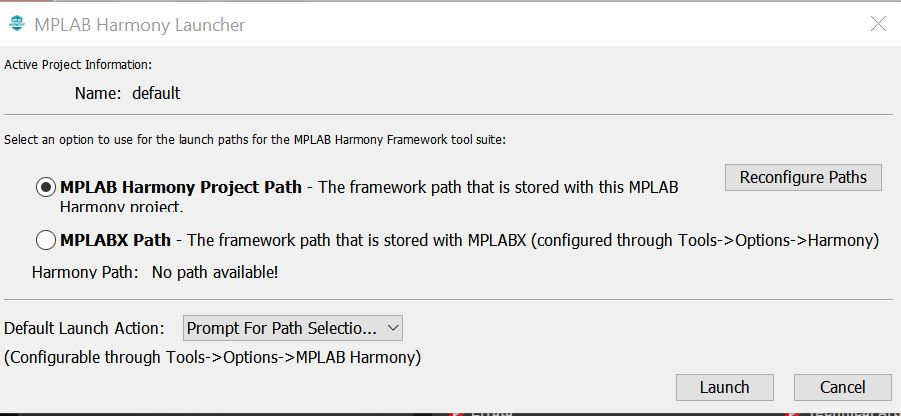 MPLAB Harmony Launcher
Active Project Information:
Name: default
Select an option to use for the launch paths for the MPLAB Harmony Framework tool suite:
MPLAB Harmony Project Path - The framework path that is stored with this MPLAB
Harmony project.
Reconfigure Paths
MPLABX Path - The framework path that is stored with MPLABX (configured through Tools->Options->Harmony)
Harmony Path: No path available!
Default Launch Action: Prompt For Path Selectio...
(Configurable through Tools->Options->MPLAB Harmony)
Launch Cancel